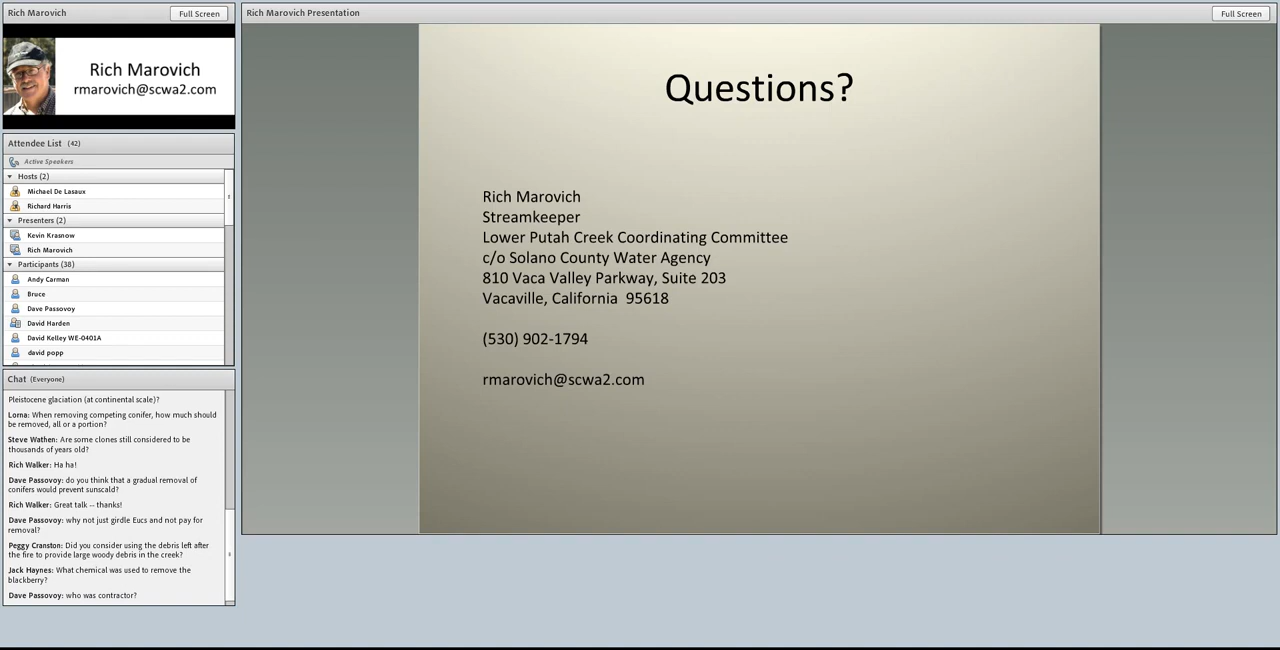 Rich Marovich
Full Screen
Rich Marovich
rmarovich@scwa2.com
Attendee List (42)
Active Speakers
Hosts (2)
Michael De Lasaux
Richard Harris
Presenters (2)
Kevin Krasnow
Rich Marovich
Participants (38)
Andy Carman
Bruce
Dave Passovoy
David Harden
David Kelley WE-0401A
david popp
Chat (Everyone)
Pleistocene glaciation (at continental scale)?
Lorna: When removing competing conifer, how much should
be removed, all or a portion?
Steve Wathen: Are some clones still considered to be
thousands of years old?
Rich Walker: Ha ha!
Dave Passovoy: do you think that a gradual removal of
conifers would prevent sunscald?
Rich Walker: Great talk -- thanks!
Dave Passovoy: why not just girdle Eucs and not pay for
removal?
Peggy Cranston: Did you consider using the debris left after
the fire to provide large woody debris in the creek?
Jack Haynes: What chemical was used to remove the
blackberry?
Dave Passovoy: who was contractor?
Rich Marovich Presentation
Full Screen
Questions?
Rich Marovich
Streamkeeper
Lower Putah Creek Coordinating Committee
c/o Solano County Water Agency
810 Vaca Valley Parkway, Suite 203
Vacaville, California 95618
(530) 902-1794
rmarovich@scwa2.com